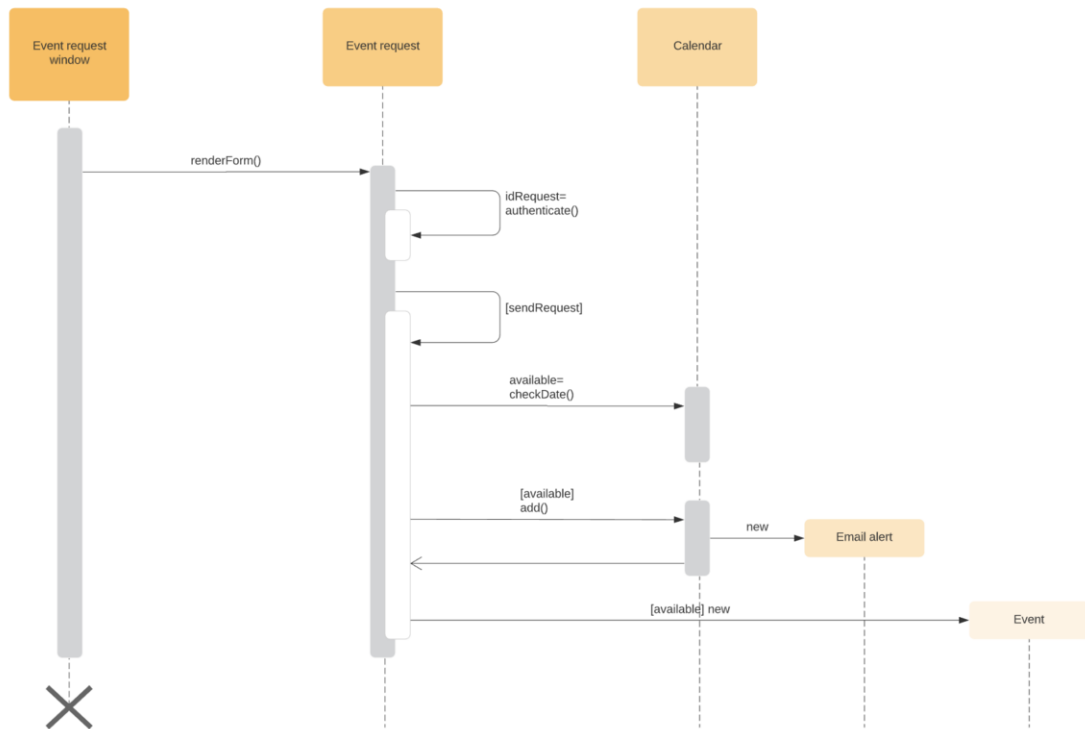 Event request
window
Event request
Calendar
renderForm()
idRequest=
authenticate()
[sendRequest]
available=
checkDate()
[available]
add()
new
Email alert
[available] new
Event